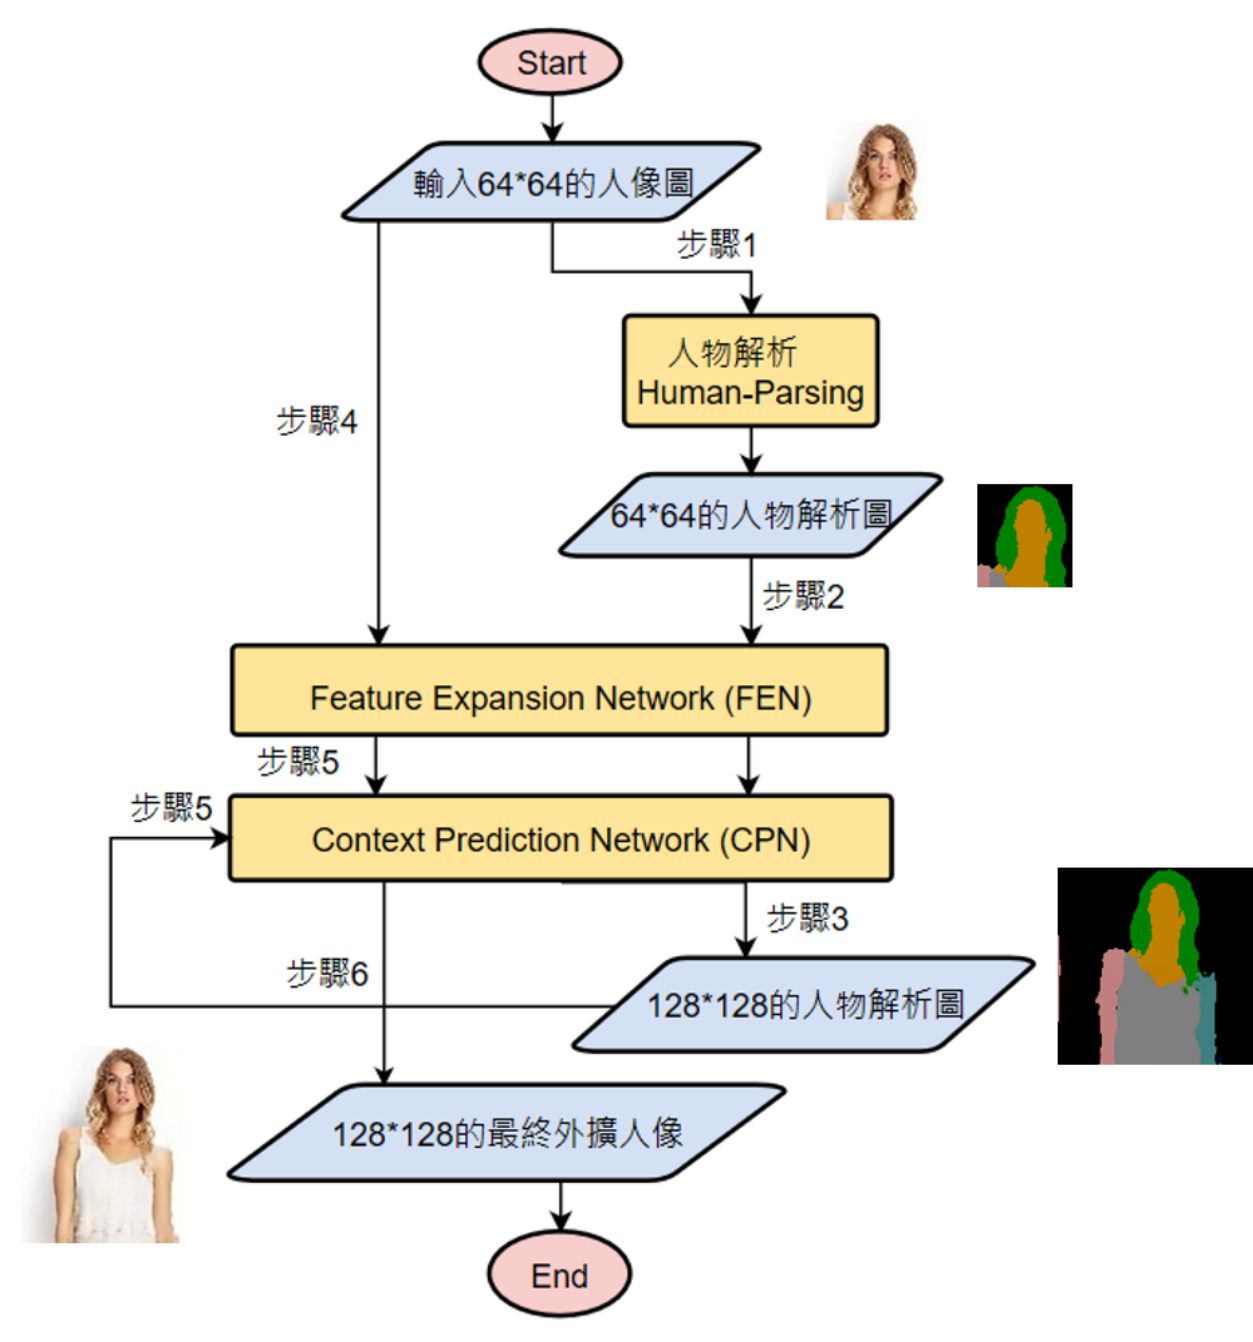 Start
輸入64*64的人像圖
步驟1
人物解析
Human-Parsing
步驟4
64*64的人物解析圖
步驟2
Feature Expansion Network (FEN)
步驟5
步驟5
Context Prediction Network (CPN)
步驟3
步驟6
128*128的人物解析圖
128*128的最終外擴人像
End